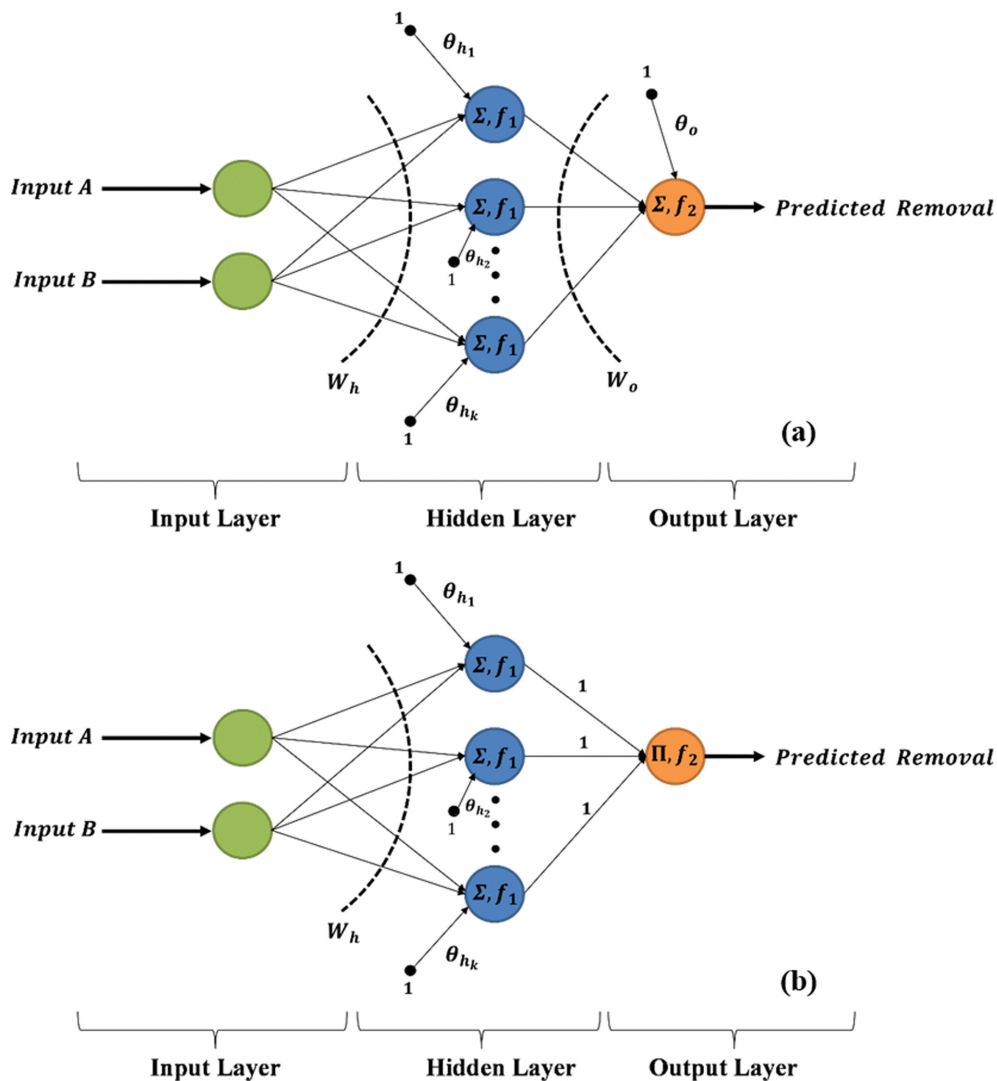 1
θh1
1
Σ, f1
θo
Input A
Σ, f1
Σ, f2
Predicted Removal
θh2
1
Input B
Σ, f1
Wh
Wo
θhk
1
(a)
Input Layer
Hidden Layer
Output Layer
1
θh1
Σ, f1
1
Input A
Σ, f1
1
Π, f2
Predicted Removal
θh2
1
1
Input B
Σ, f1
Wh
θhk
1
(b)
Input Layer
Hidden Layer
Output Layer